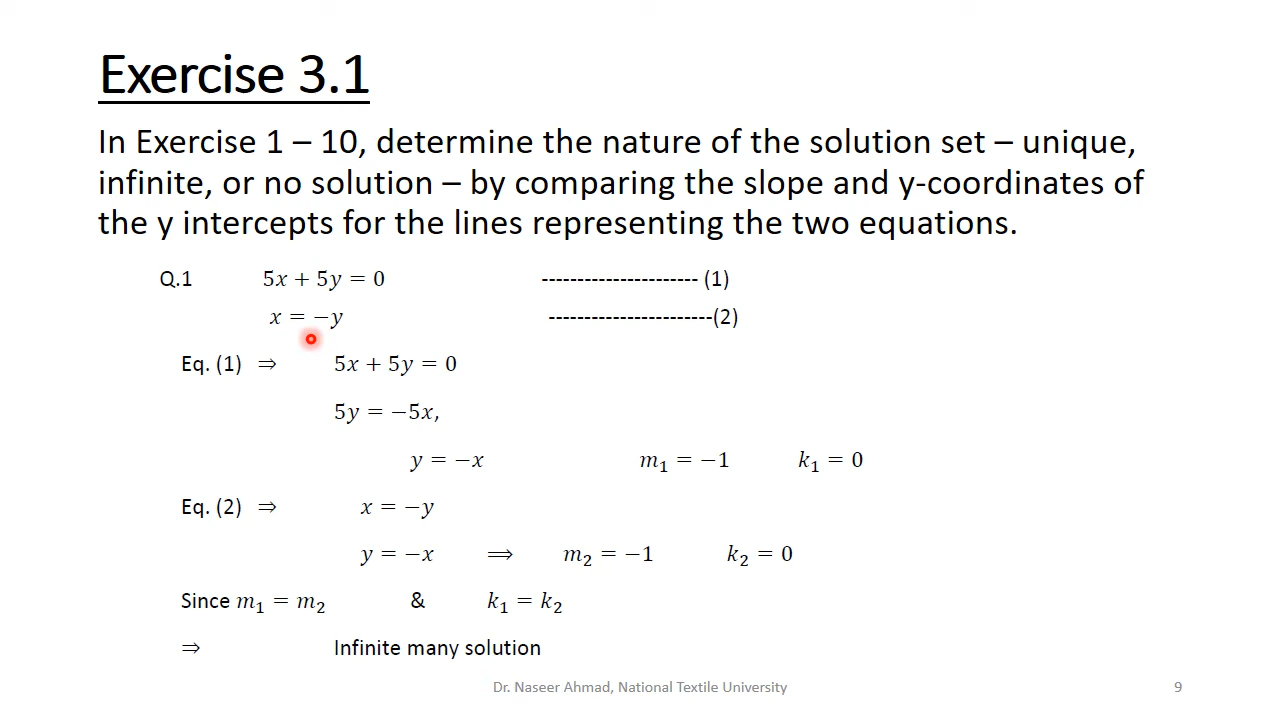 Exercise 3.1
In Exercise 1 – 10, determine the nature of the solution set – unique,
infinite, or no solution – by comparing the slope and y-coordinates of
the y intercepts for the lines representing the two equations.
Q.1 5x + 5y = 0 ---------------------- (1)
x = −y -----------------------(2)
Eq. (1) ⇒ 5x + 5y = 0
5y = −5x,
y = −x m₁ = −1 k₁ = 0
Eq. (2) ⇒ x = −y
y = −x ⟹ m₂ = −1 k₂ = 0
Since m₁ = m₂ & k₁ = k₂
⇒ Infinite many solution
Dr. Naseer Ahmad, National Textile University 9